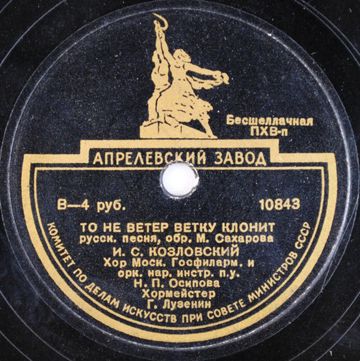 Бесшеллачная
ПХВ-п
АПРЕЛЕВСКИЙ ЗАВОД
В—4 руб.
10843
ТО НЕ ВЕТЕР ВЕТКУ КЛОНИТ
русск. песня, обр. М. Сахарова
И. С. КОЗЛОВСКИЙ
Хор Моск. Госфиларм. и
орк. нар. инстр. п.у.
Н. П. Осипова
Хормейстер
Г. Лузенин
КОМИТЕТ ПО ДЕЛАМ ИСКУССТВ ПРИ СОВЕТЕ МИНИСТРОВ СССР